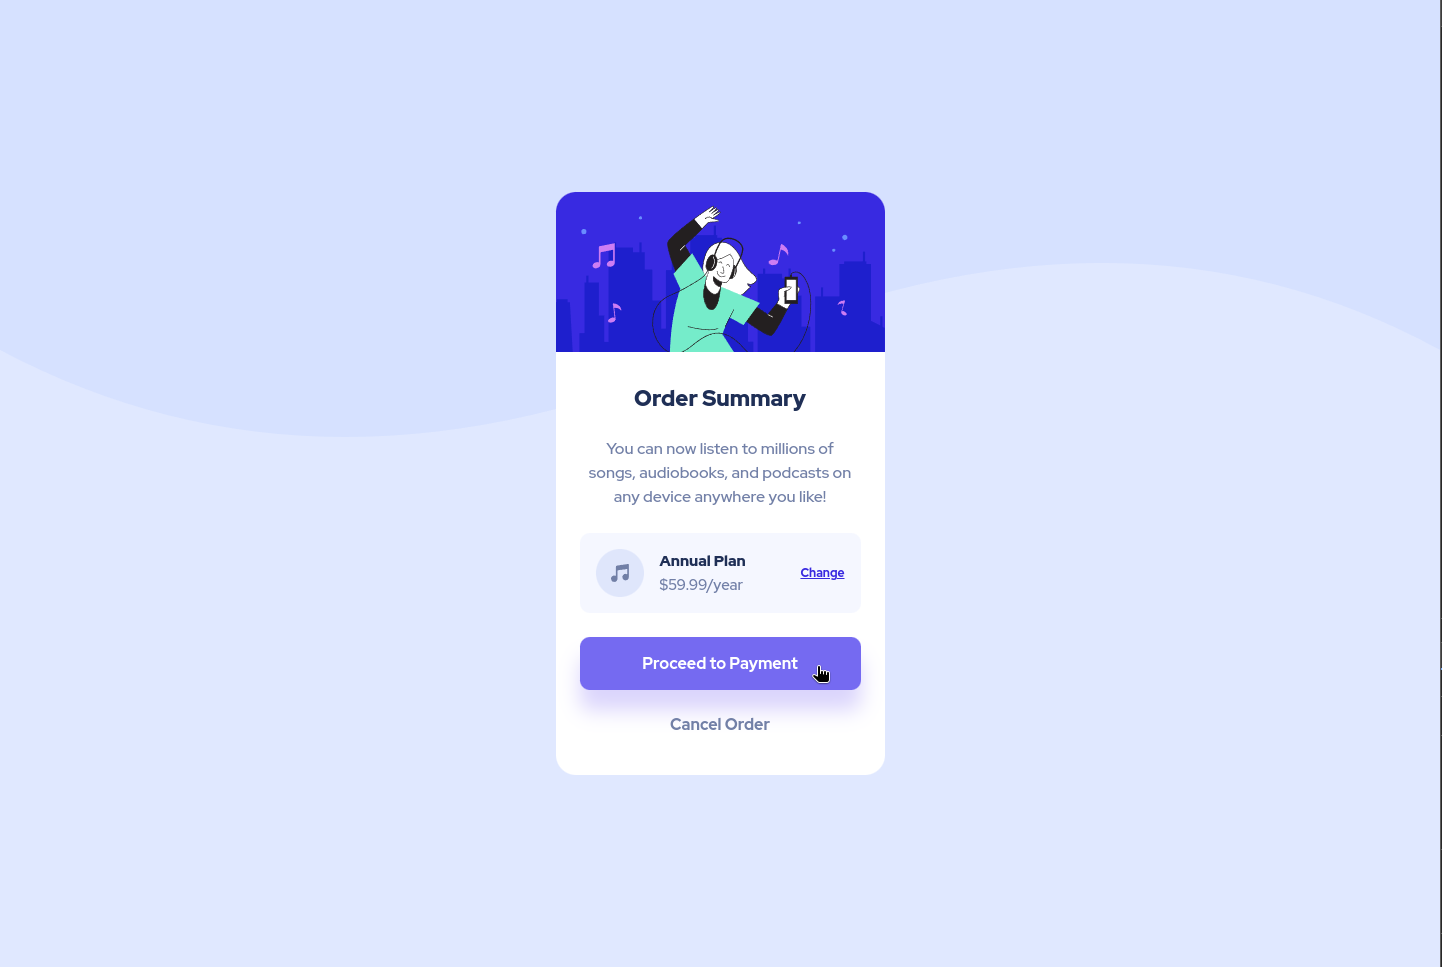 Order Summary
You can now listen to millions of
songs, audiobooks, and podcasts on
any device anywhere you like!
Annual Plan
$59.99/year
Change
Proceed to Payment
Cancel Order